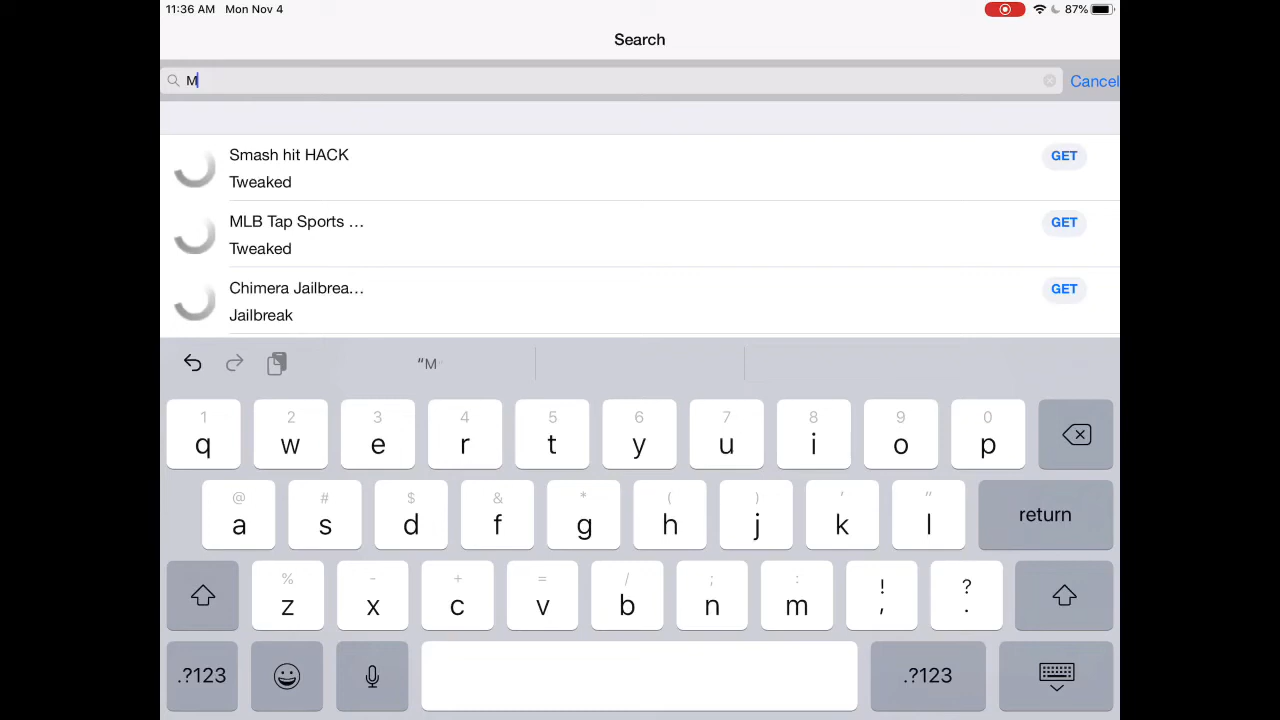 11:36 AM Mon Nov 4 87%
Search
M
Cancel
Smash hit HACK
GET
Tweaked
MLB Tap Sports ...
GET
Tweaked
Chimera Jailbrea...
GET
Jailbreak
“M
1 2 3 4 5 6 7 8 9 0
q w e r t y u i o p
@ # $ & * ( ) ' "
a s d f g h j k l return
% - + = / ; : ! ?
z x c v b n m , .
.?123 .?123